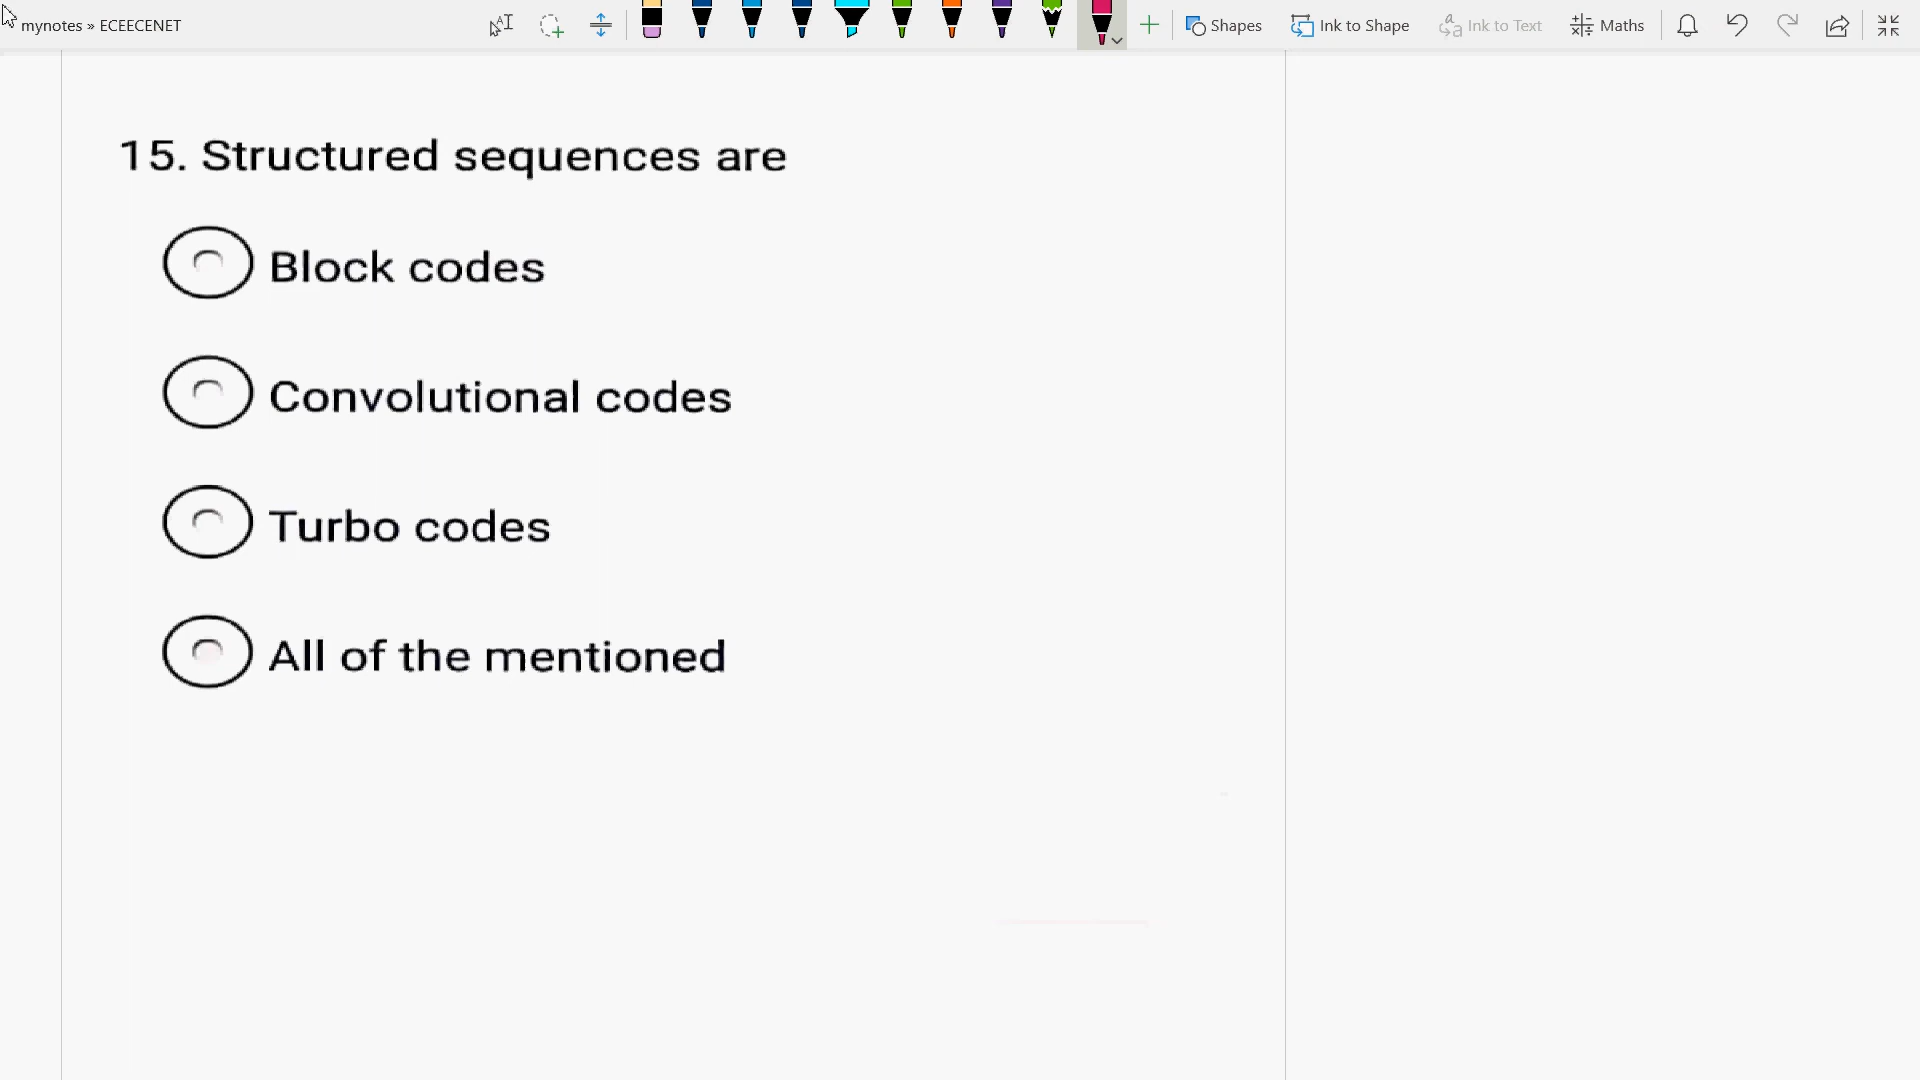 mynotes » ECEECENET
Shapes
Ink to Shape
Ink to Text
Maths
15. Structured sequences are
Block codes
Convolutional codes
Turbo codes
All of the mentioned